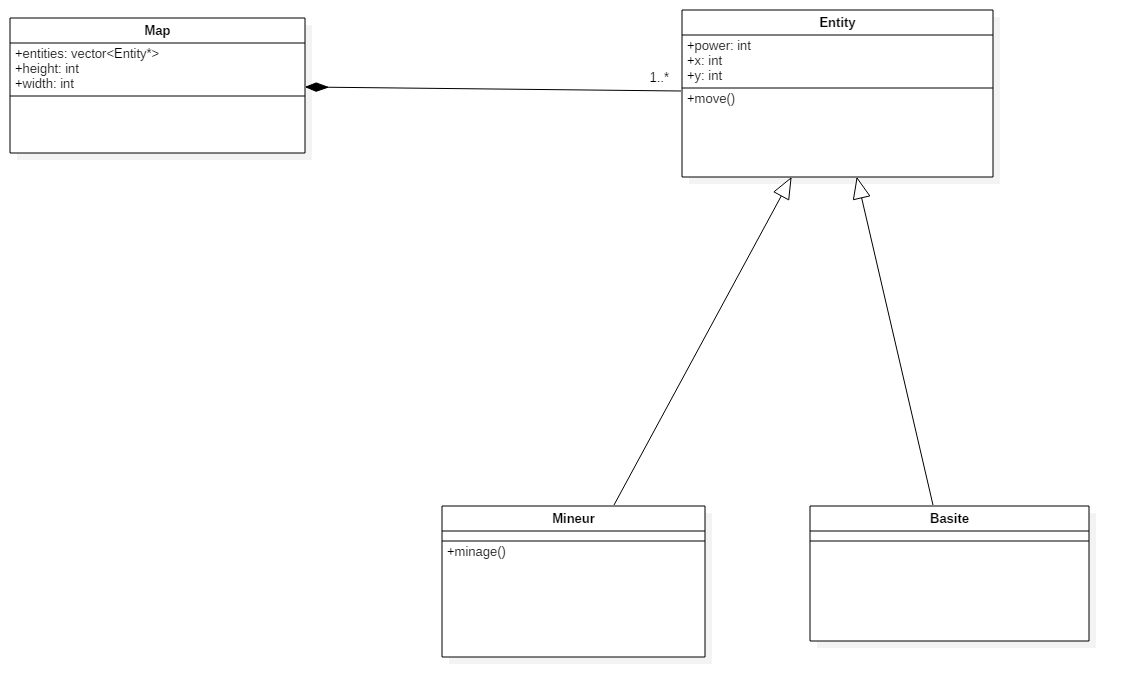 Map
+entities: vector<Entity*>
+height: int
+width: int
1..*
Entity
+power: int
+x: int
+y: int
+move()
Mineur
+minage()
Basite